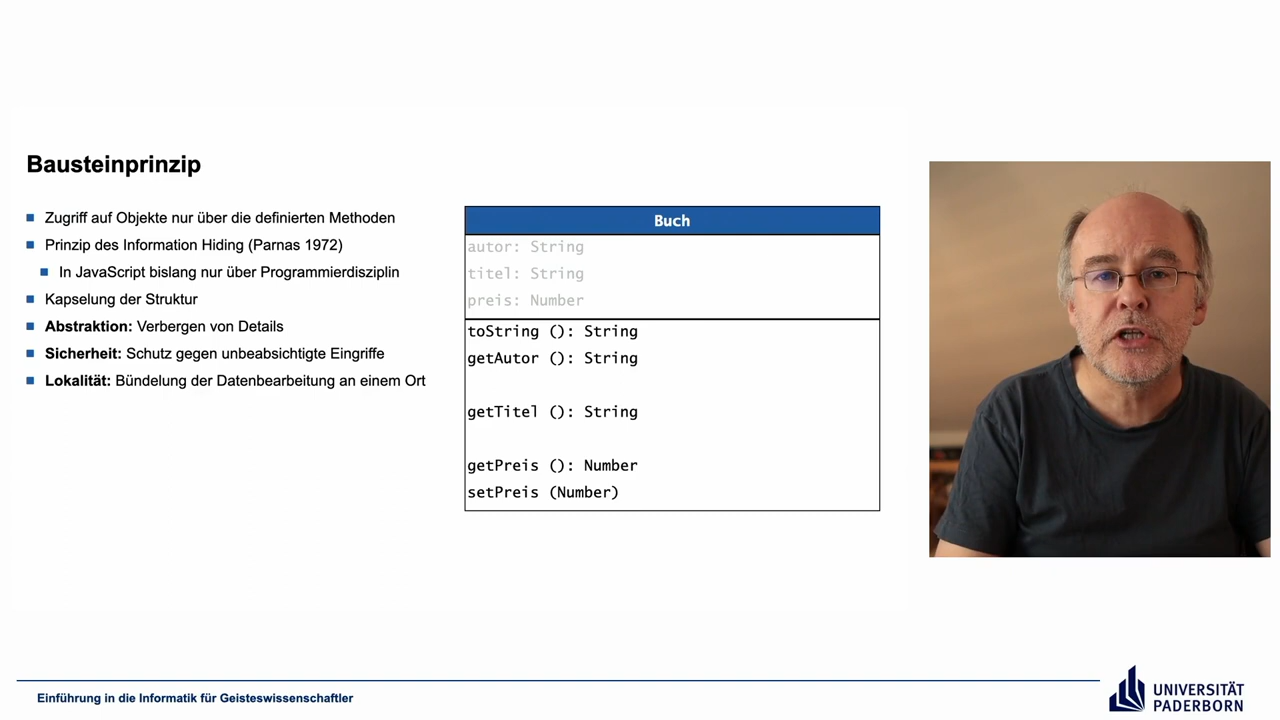 Bausteinprinzip
Zugriff auf Objekte nur über die definierten Methoden
Prinzip des Information Hiding (Parnas 1972)
In JavaScript bislang nur über Programmierdisziplin
Kapselung der Struktur
Abstraktion: Verbergen von Details
Sicherheit: Schutz gegen unbeabsichtigte Eingriffe
Lokalität: Bündelung der Datenbearbeitung an einem Ort
Buch
autor: String
titel: String
preis: Number
toString (): String
getAutor (): String
getTitel (): String
getPreis (): Number
setPreis (Number)
Einführung in die Informatik für Geisteswissenschaftler
UNIVERSITÄT
PADERBORN